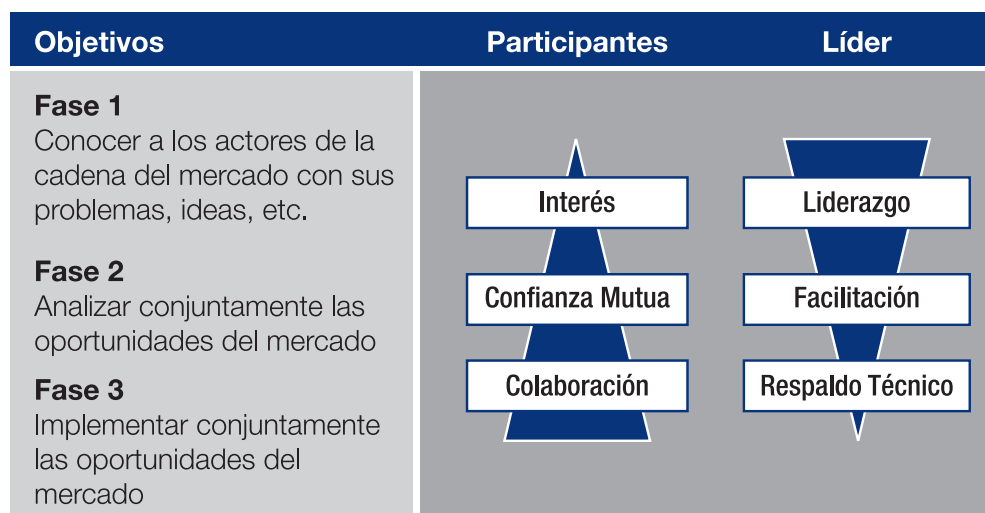 Objetivos
Participantes
Líder
Fase 1
Conocer a los actores de la
cadena del mercado con sus
problemas, ideas, etc.
Interés
Liderazgo
Fase 2
Analizar conjuntamente las
oportunidades del mercado
Confianza Mutua
Facilitación
Fase 3
Implementar conjuntamente
las oportunidades del
mercado
Colaboración
Respaldo Técnico